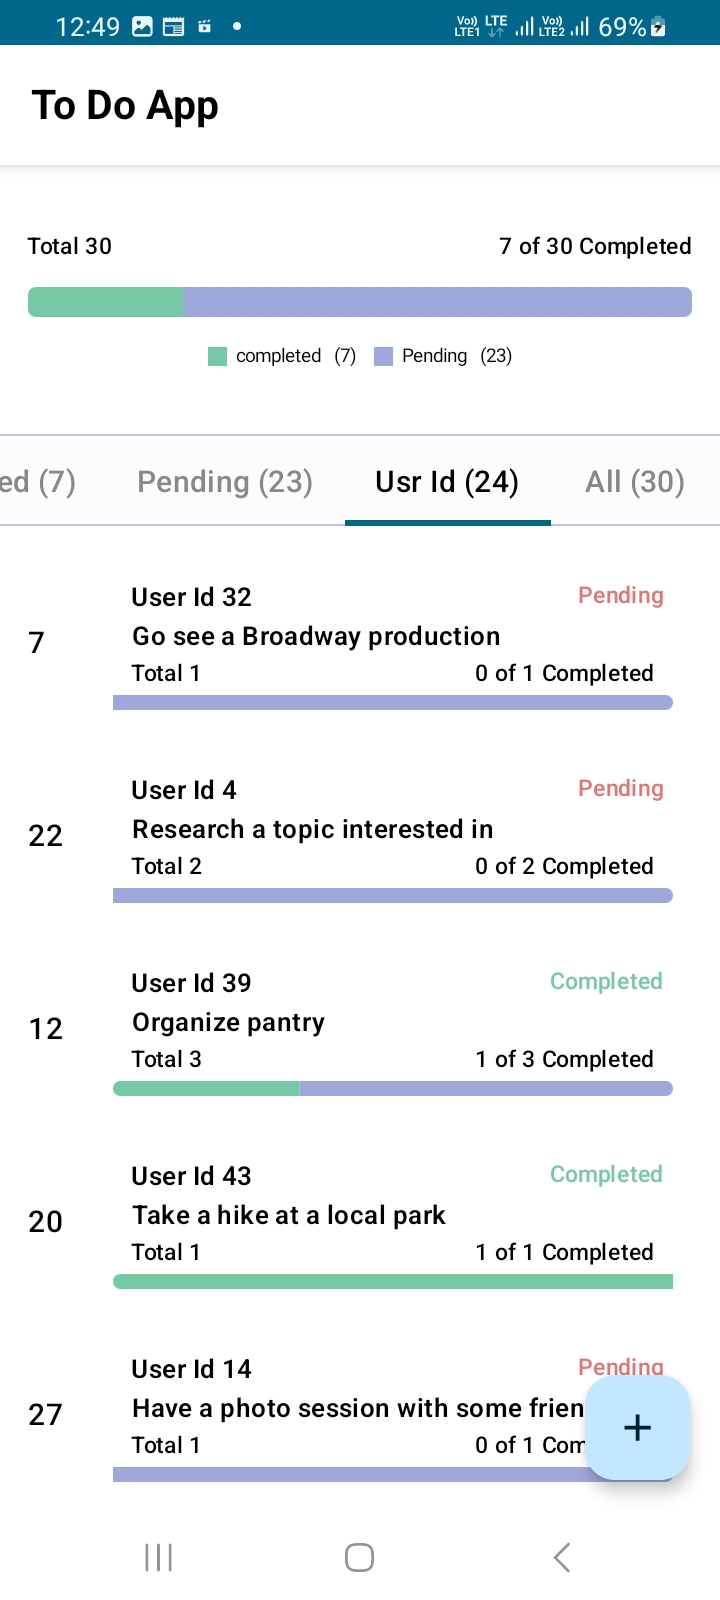 12:49 Vo)) LTE1 LTE Vo)) LTE2 69%
To Do App
Total 30 7 of 30 Completed
completed (7) Pending (23)
ed (7) Pending (23) Usr Id (24) All (30)
User Id 32 Pending
7 Go see a Broadway production
Total 1 0 of 1 Completed
User Id 4 Pending
22 Research a topic interested in
Total 2 0 of 2 Completed
User Id 39 Completed
12 Organize pantry
Total 3 1 of 3 Completed
User Id 43 Completed
20 Take a hike at a local park
Total 1 1 of 1 Completed
User Id 14 Pending
27 Have a photo session with some frien
Total 1 0 of 1 Com
+